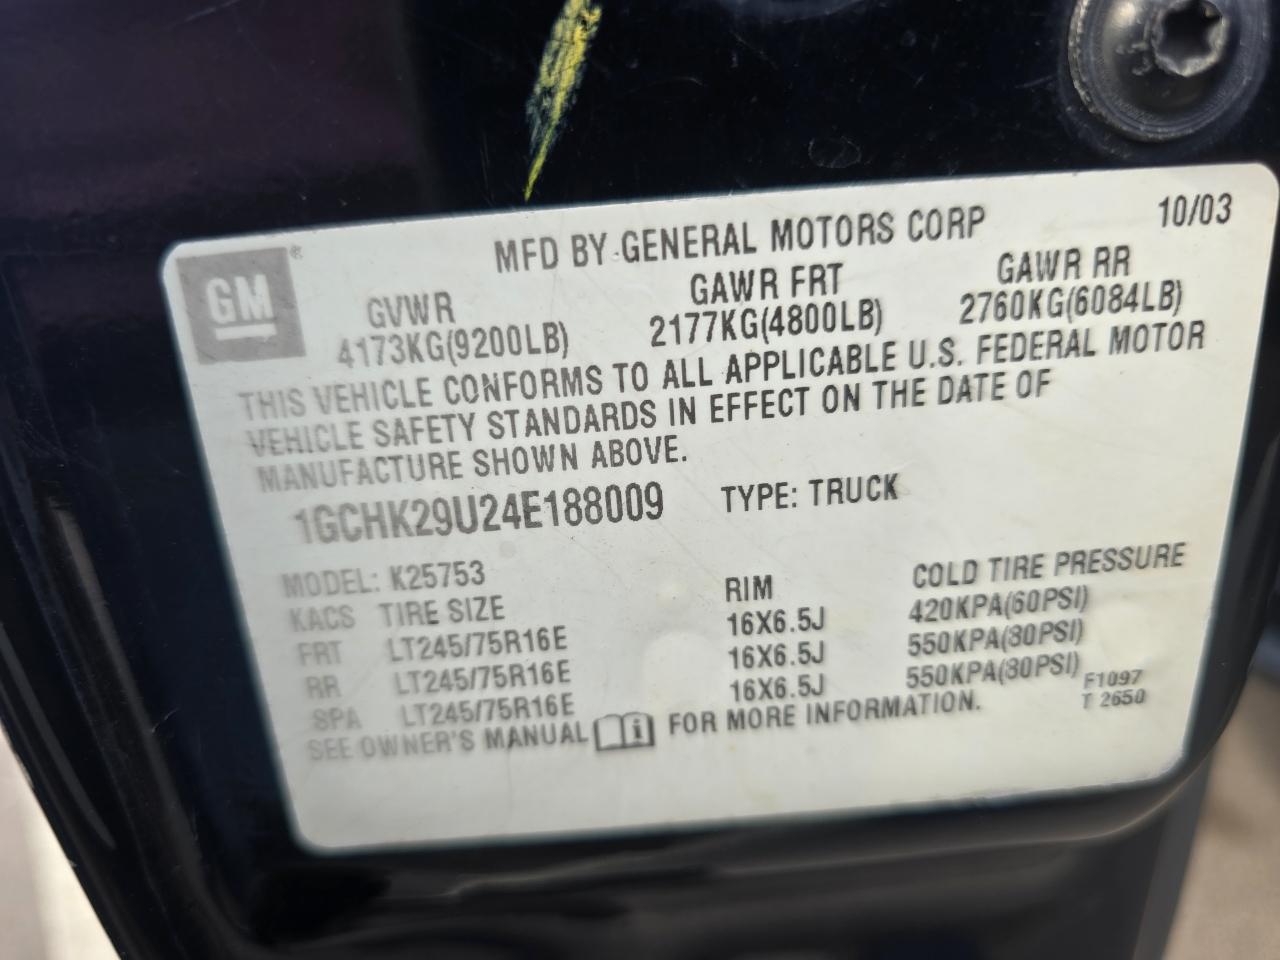 10/03
MFD BY GENERAL MOTORS CORP
GM ®
GVWR GAWR FRT GAWR RR
4173KG(9200LB) 2177KG(4800LB) 2760KG(6084LB)
THIS VEHICLE CONFORMS TO ALL APPLICABLE U.S. FEDERAL MOTOR
VEHICLE SAFETY STANDARDS IN EFFECT ON THE DATE OF
MANUFACTURE SHOWN ABOVE.
1GCHK29U24E188009 TYPE: TRUCK
MODEL: K25753
KACS TIRE SIZE RIM COLD TIRE PRESSURE
FRT LT245/75R16E 16X6.5J 420KPA(60PSI)
RR LT245/75R16E 16X6.5J 550KPA(80PSI)
SPA LT245/75R16E 16X6.5J 550KPA(80PSI)
SEE OWNER'S MANUAL i FOR MORE INFORMATION.
F1097
T 2650